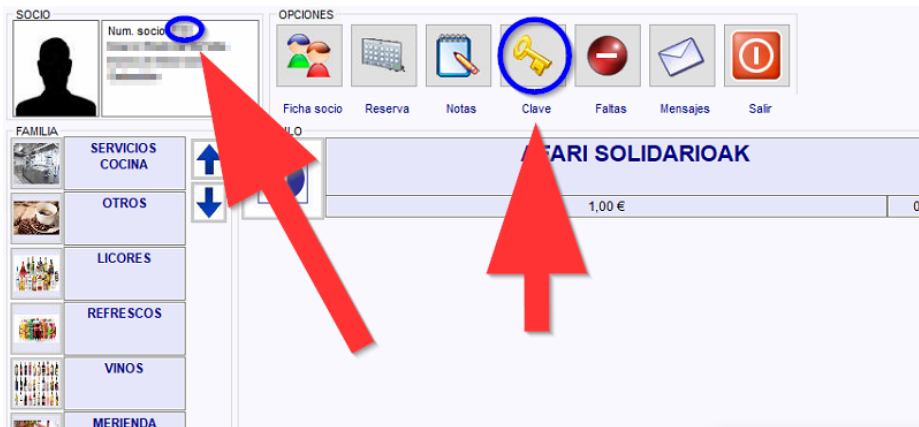 SOCIO
Num. socio
OPCIONES
Ficha socio
Reserva
Notas
Clave
Faltas
Mensajes
Salir
FAMILIA
SERVICIOS
COCINA
OTROS
LICORES
REFRESCOS
VINOS
MERIENDA
SOLIDARIOAK
1,00 €